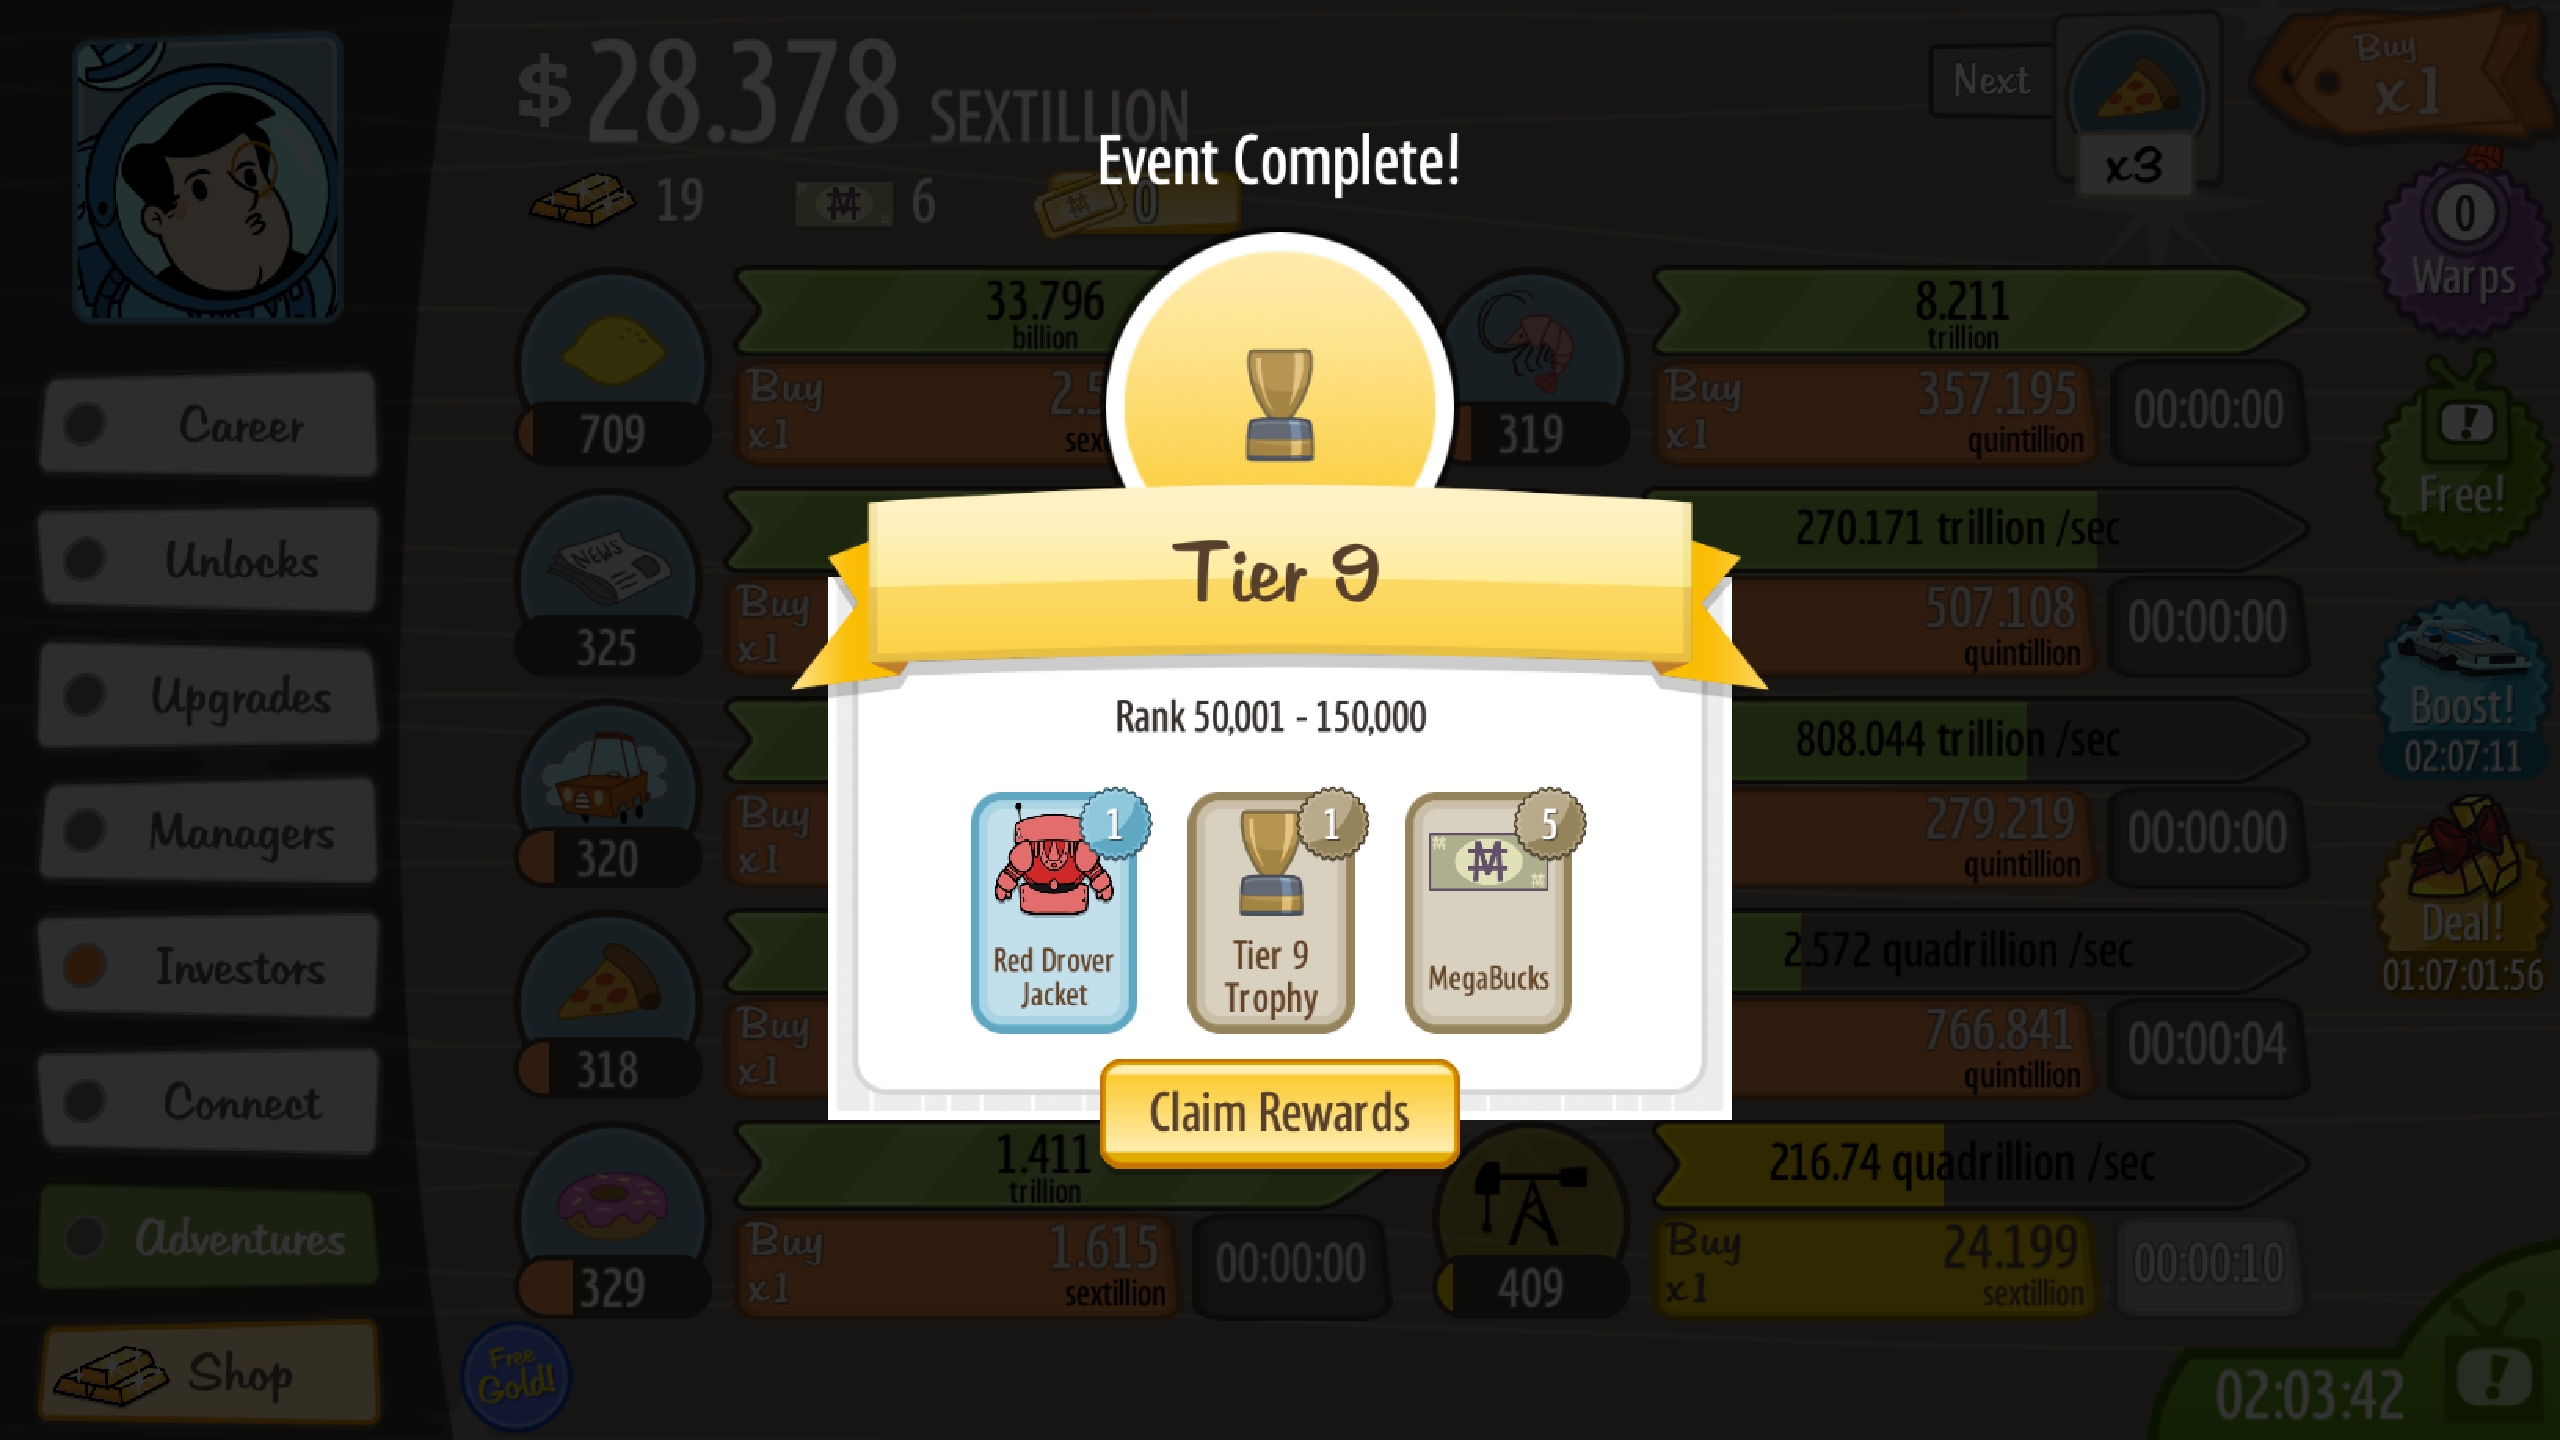 $28.378 SEXTILLION
19
6
0
Next
x3
Buy
x1
Event Complete!
0
Warps
Free!
Boost!
02:07:11
Deal!
01:07:01:56
Career
Unlocks
Upgrades
Managers
Investors
Connect
Adventures
Shop
Free
Gold!
33.796
billion
709
Buy
x1
2.5
sex
NEWS
325
Buy
x1
320
Buy
x1
318
Buy
x1
1.411
trillion
329
Buy
x1
1.615
sextillion
00:00:00
8.211
trillion
319
Buy
x1
357.195
quintillion
00:00:00
270.171 trillion /sec
507.108
quintillion
00:00:00
808.044 trillion /sec
279.219
quintillion
00:00:00
2.572 quadrillion /sec
766.841
quintillion
00:00:04
216.74 quadrillion /sec
409
Buy
x1
24.199
sextillion
00:00:10
02:03:42
Tier 9
Rank 50,001 - 150,000
1
Red Drover
Jacket
1
Tier 9
Trophy
5
MegaBucks
Claim Rewards